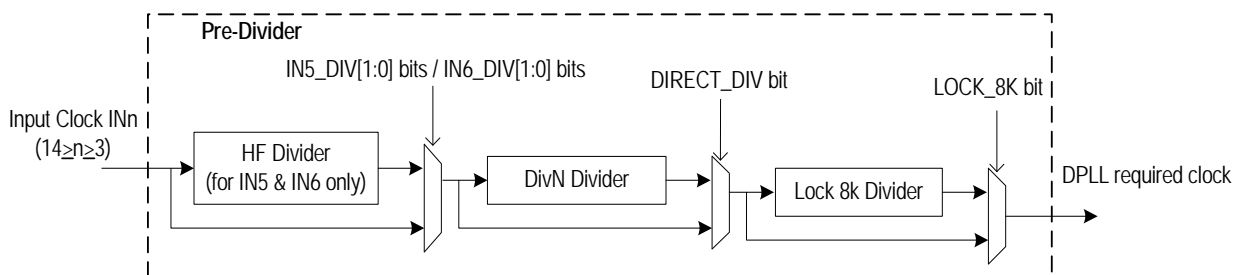 Pre-Divider
IN5_DIV[1:0] bits / IN6_DIV[1:0] bits
DIRECT_DIV bit
LOCK_8K bit
Input Clock INn
(14≥n≥3)
HF Divider
(for IN5 & IN6 only)
DivN Divider
Lock 8k Divider
DPLL required clock